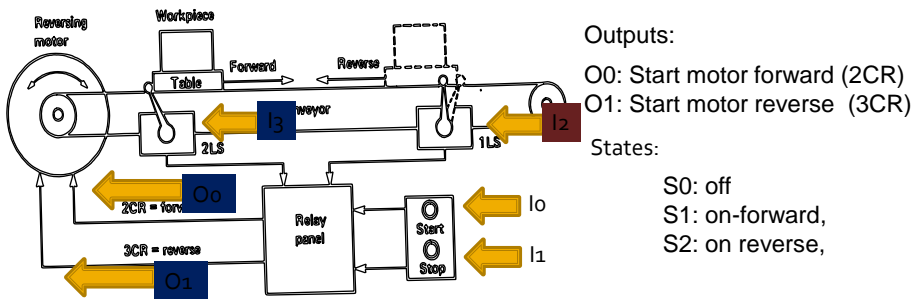 Reversing
motor
Workpiece
Table
Forward
Reverse
I3
nveyor
I2
2LS
1LS
O0
2CR = forw
Relay
panel
Start
Stop
I0
I1
3CR = reverse
O1
Outputs:
O0: Start motor forward (2CR)
O1: Start motor reverse (3CR)
States:
S0: off
S1: on-forward,
S2: on reverse,